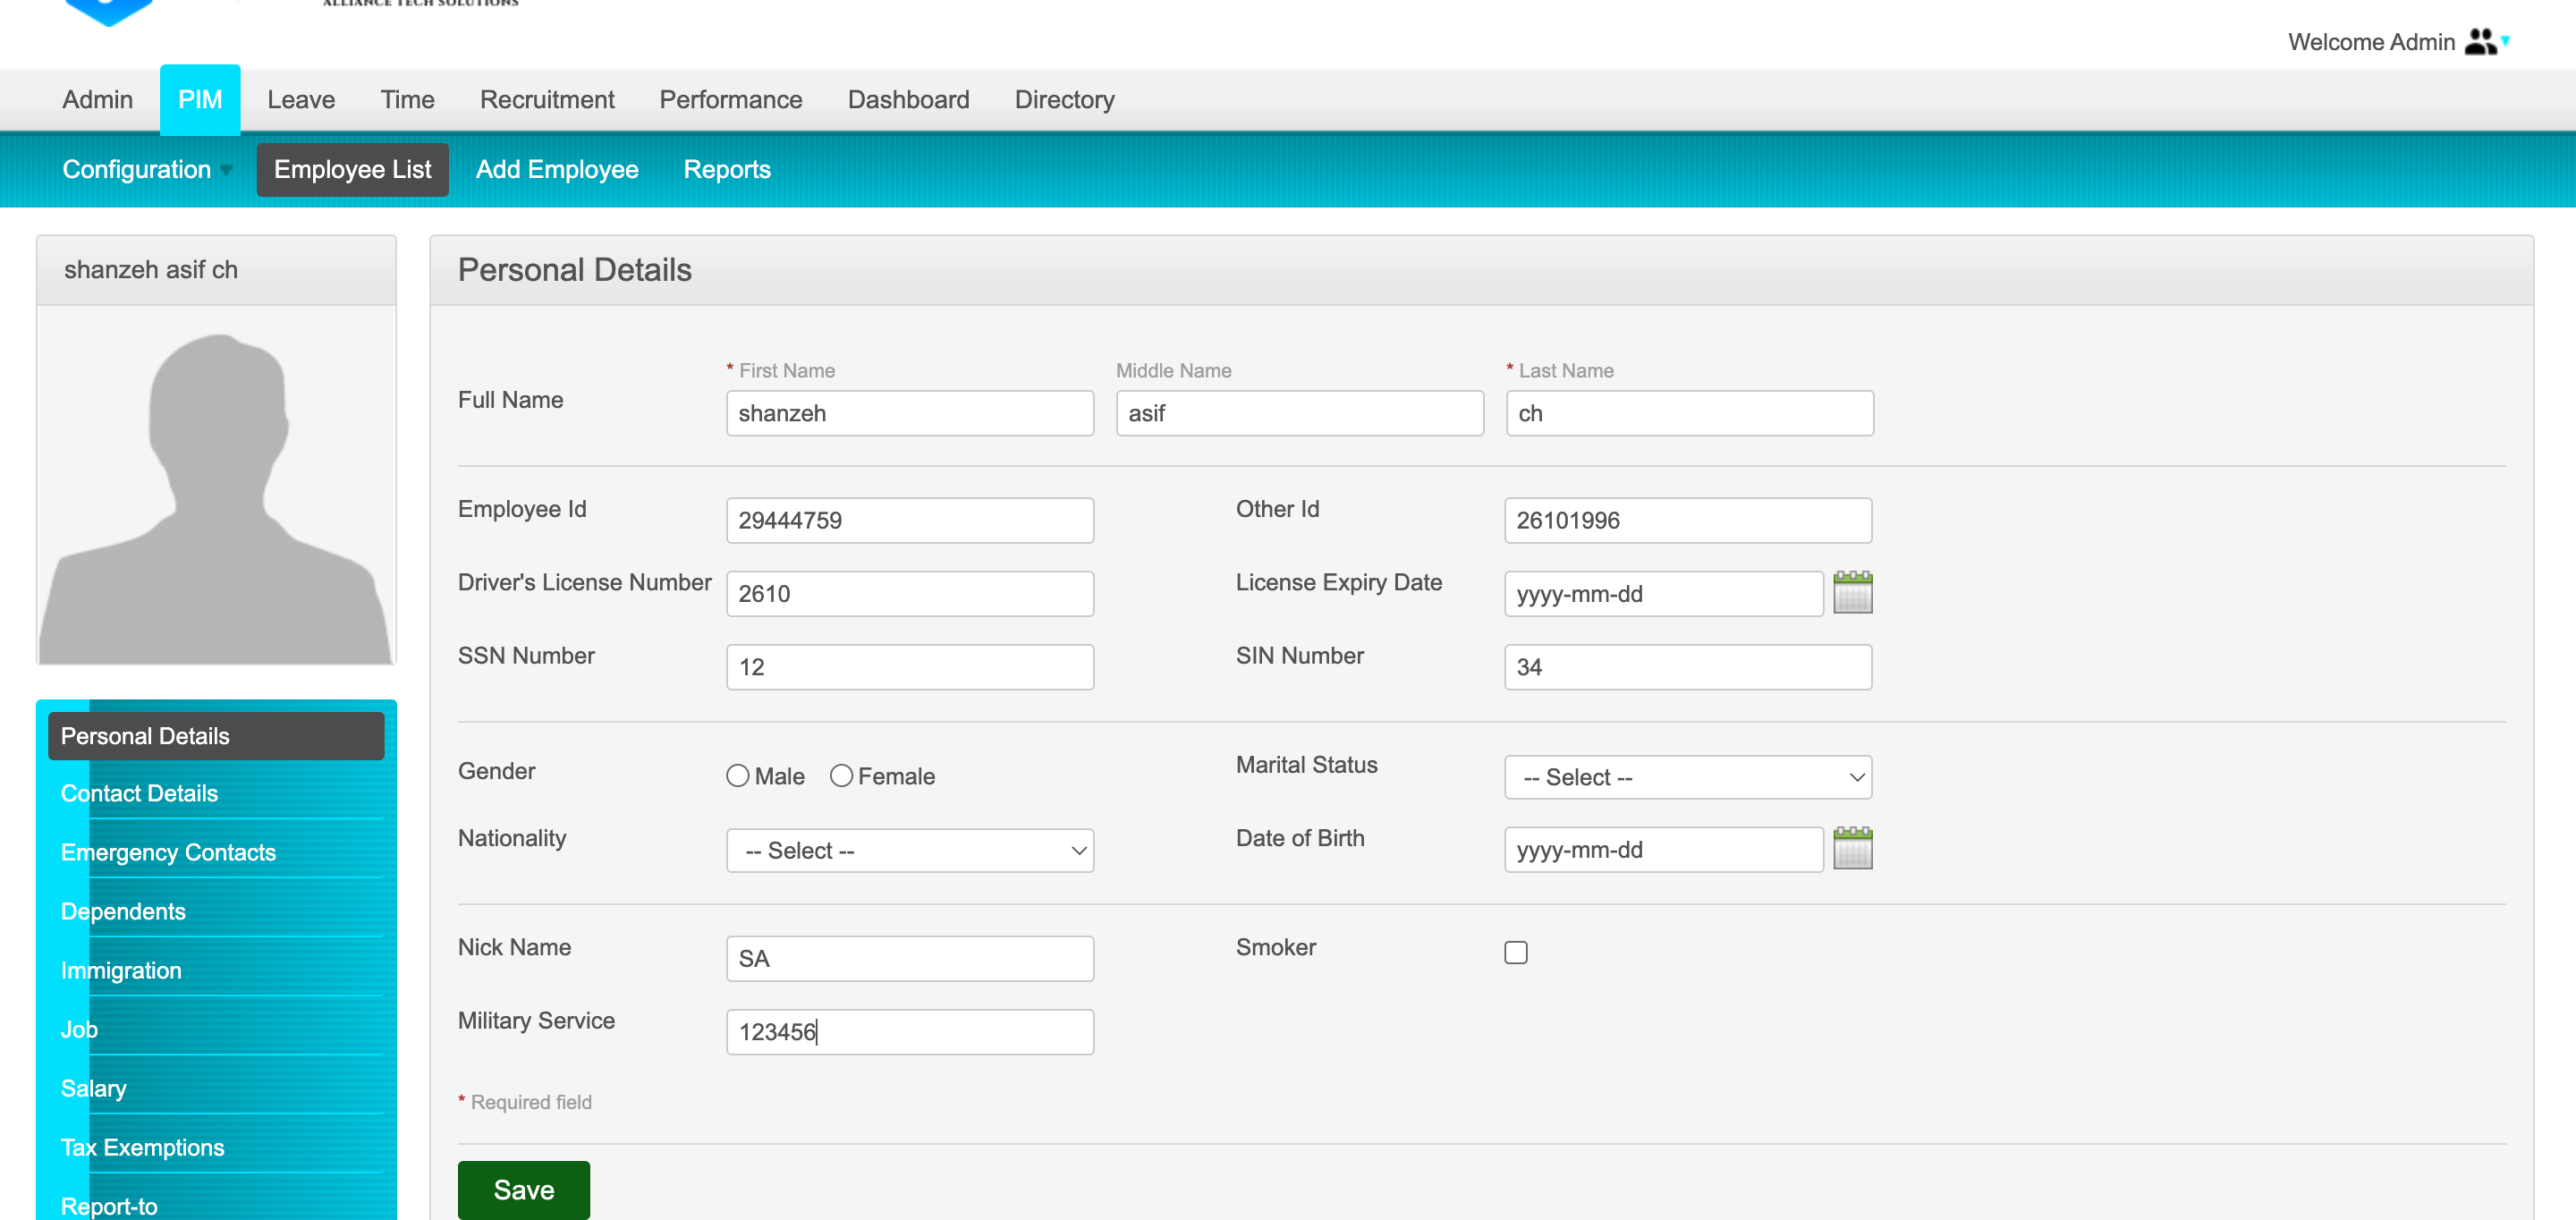 ALLIANCE TECH SOLUTIONS
Welcome Admin
Admin PIM Leave Time Recruitment Performance Dashboard Directory
Configuration Employee List Add Employee Reports
shanzeh asif ch
Personal Details
Contact Details
Emergency Contacts
Dependents
Immigration
Job
Salary
Tax Exemptions
Report-to
Personal Details
* First Name Middle Name * Last Name
Full Name shanzeh asif ch
Employee Id 29444759 Other Id 26101996
Driver's License Number 2610 License Expiry Date yyyy-mm-dd
SSN Number 12 SIN Number 34
Gender Male Female Marital Status -- Select --
Nationality -- Select -- Date of Birth yyyy-mm-dd
Nick Name SA Smoker
Military Service 123456
* Required field
Save